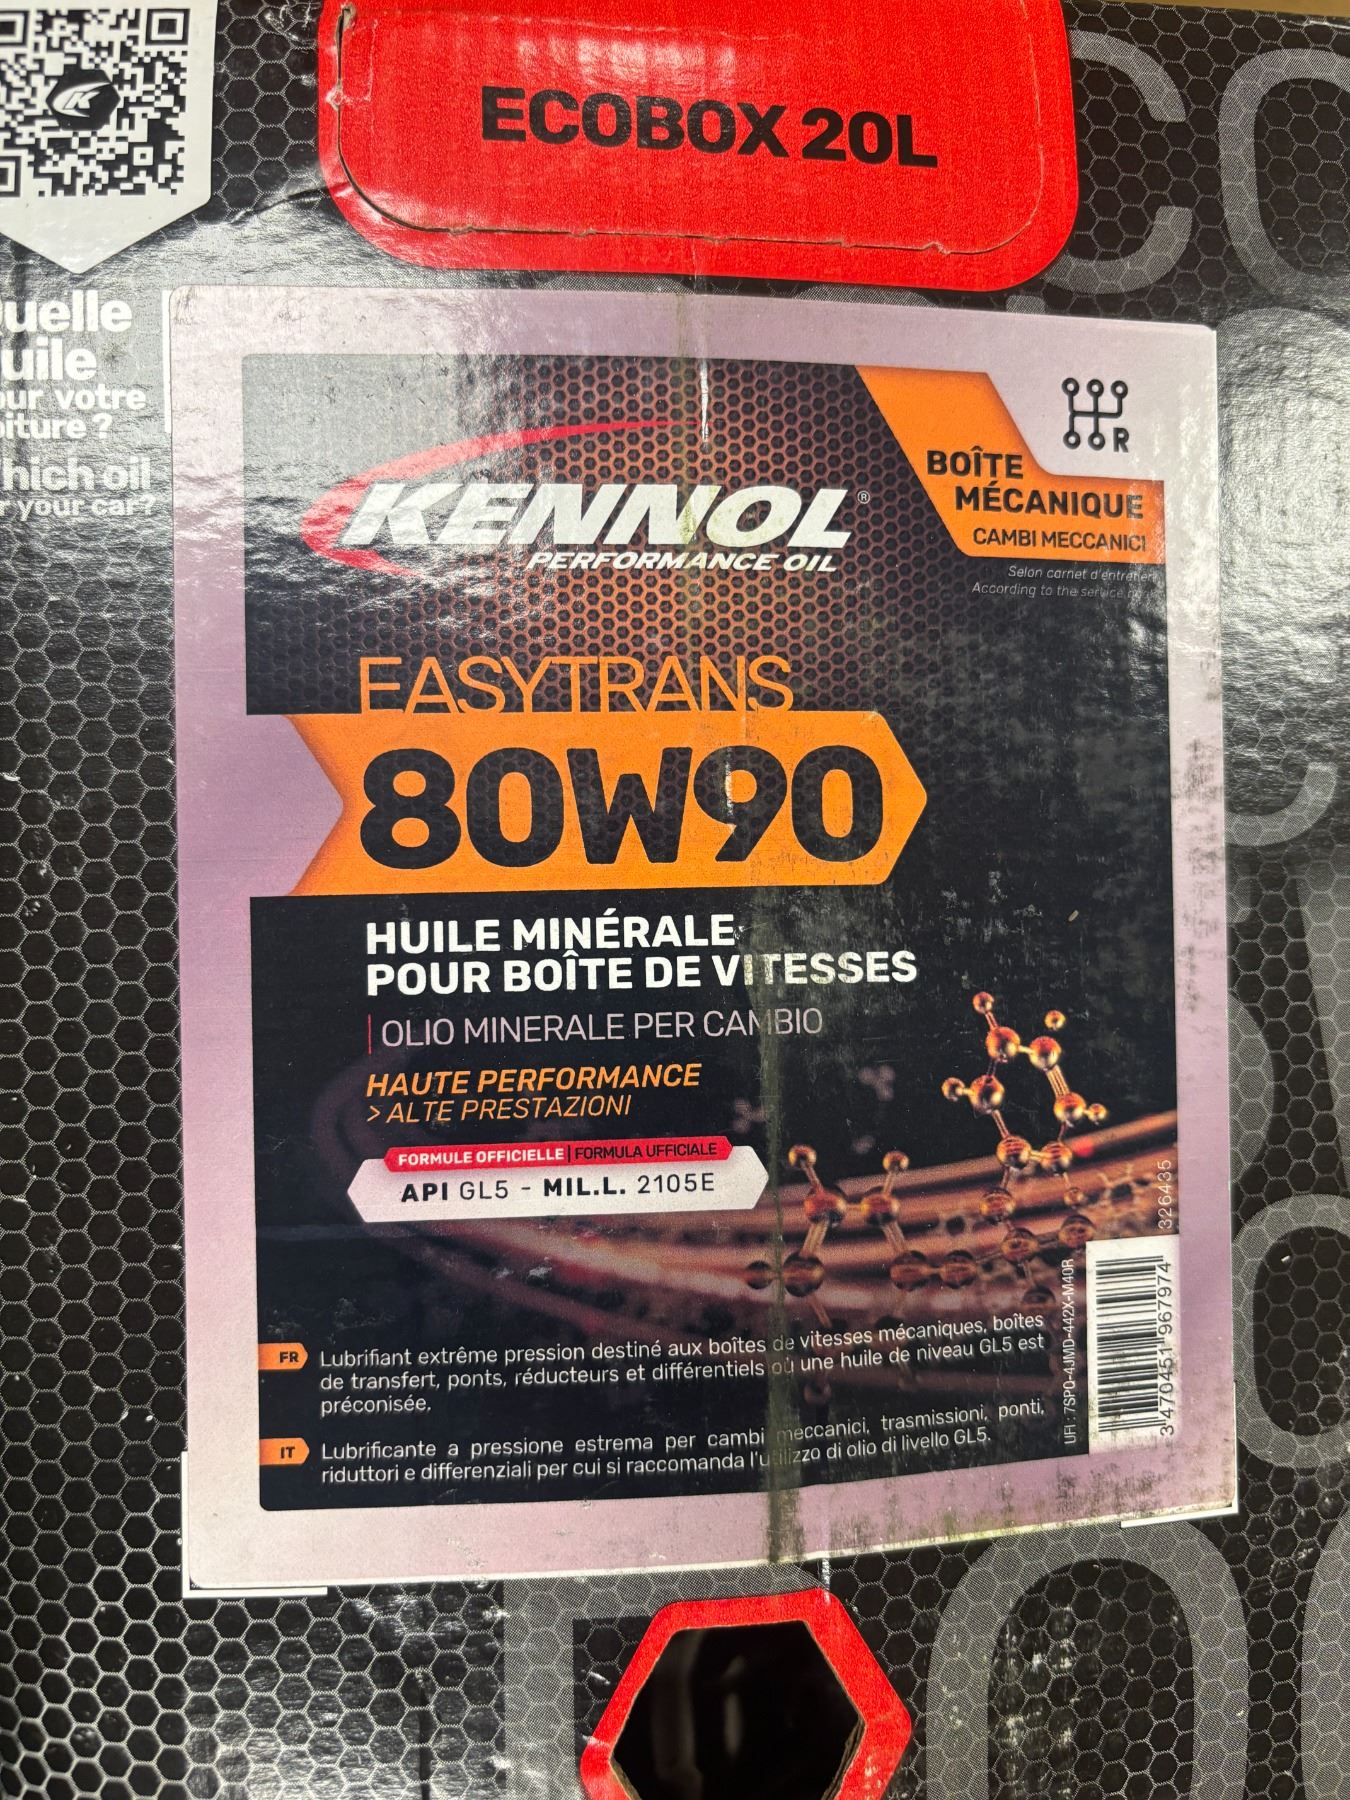 ECOBOX 20L
uelle
uile
ur votre
iture ?
hich oil
r your car?
KENNOL®
PERFORMANCE OIL
R
BOÎTE
MÉCANIQUE
CAMBI MECCANICI
Selon carnet d'entretien
According to the service
EASYTRANS
80W90
HUILE MINÉRALE
POUR BOÎTE DE VITESSES
OLIO MINERALE PER CAMBIO
HAUTE PERFORMANCE
> ALTE PRESTAZIONI
FORMULE OFFICIELLE | FORMULA UFFICIALE
API GL5 - MIL.L. 2105E
FR Lubrifiant extrême pression destiné aux boîtes de vitesses mécaniques, boîtes
de transfert, ponts, réducteurs et différentiels où une huile de niveau GL5 est
préconisée.
IT Lubrificante a pressione estrema per cambi meccanici, trasmissioni, ponti,
riduttori e differenziali per cui si raccomanda l'utilizzo di olio di livello GL5.
UFI : 7SP0-4JMD-442X-M40R
326435
3 470451 967974